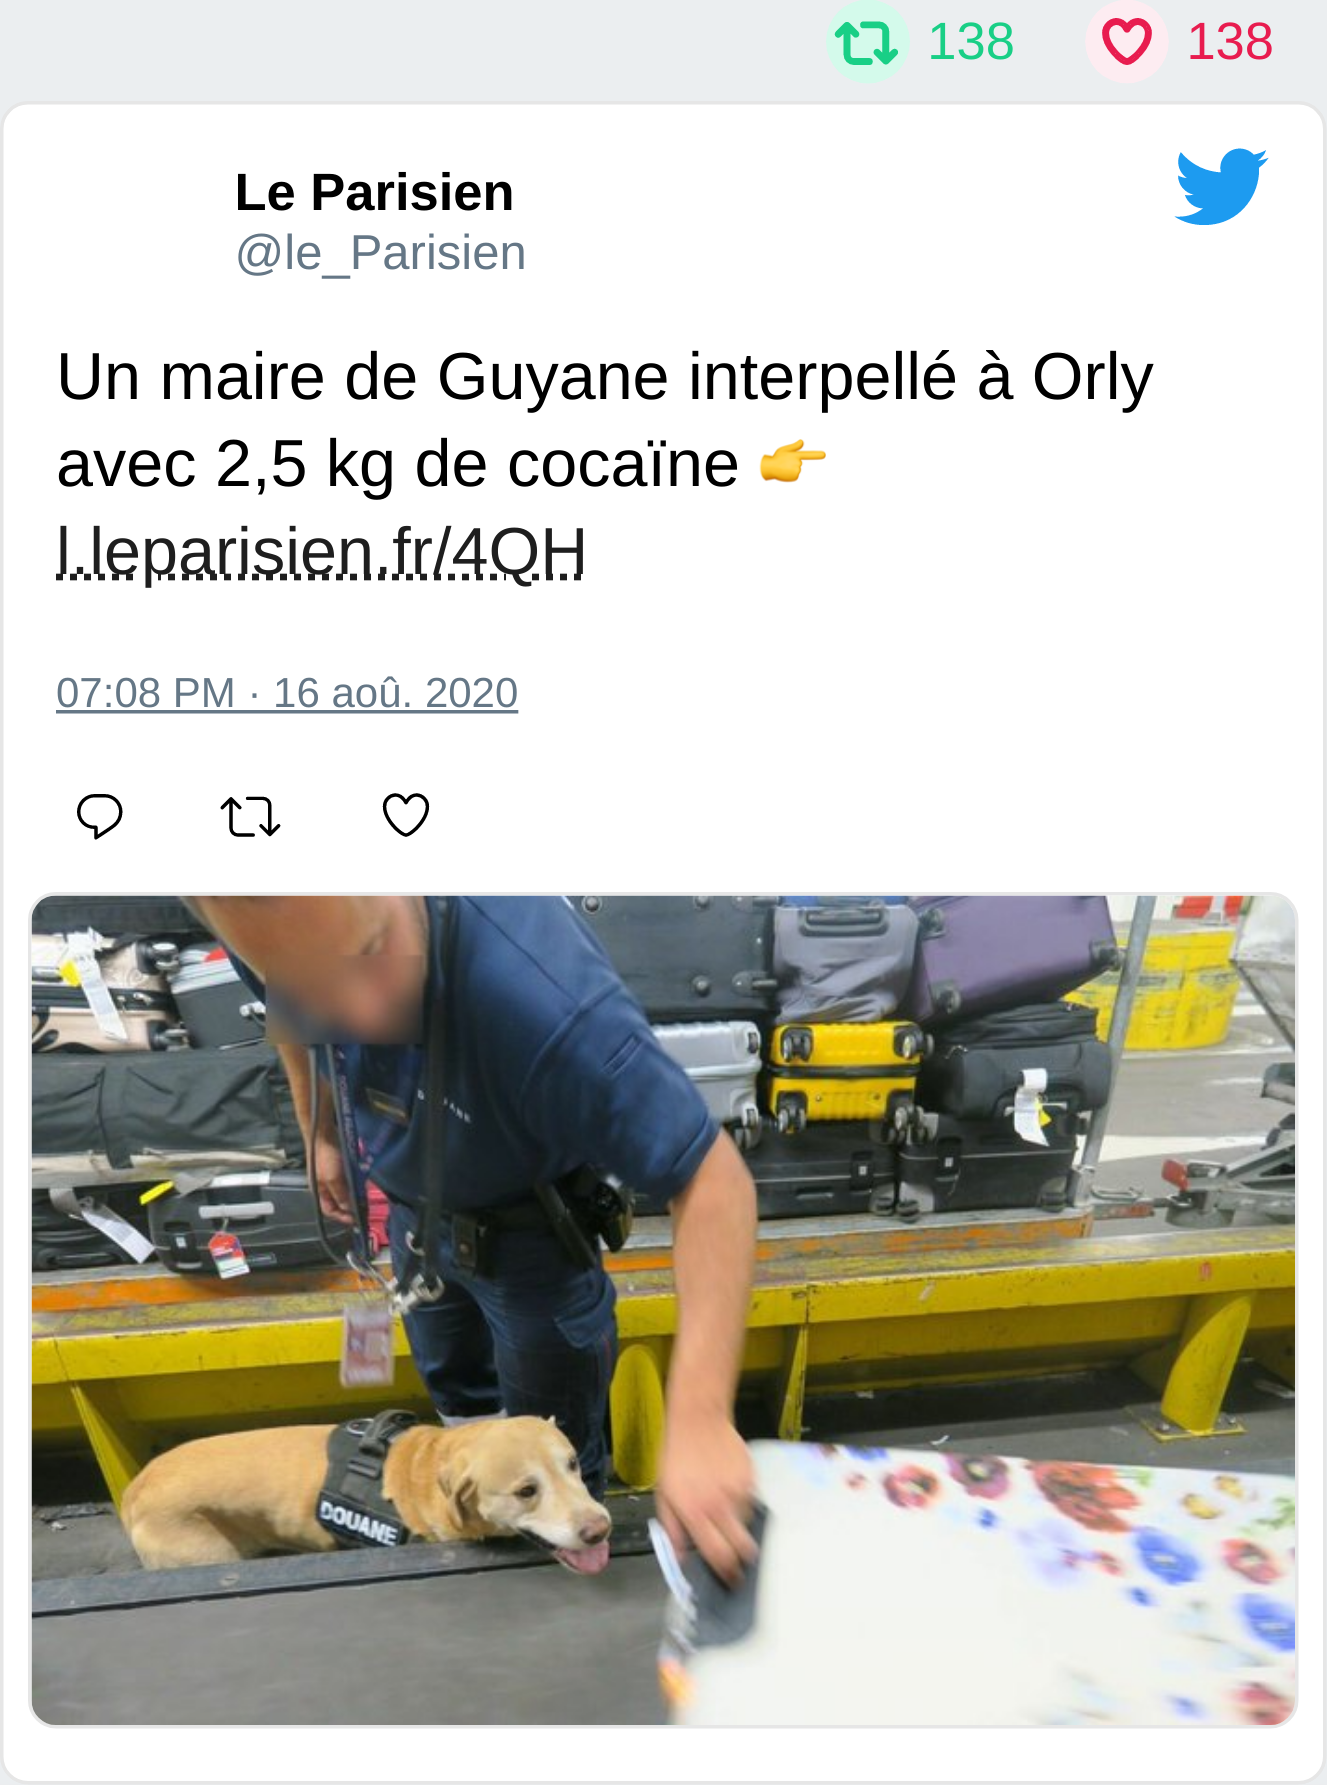 138 138
Le Parisien
@le_Parisien
Un maire de Guyane interpellé à Orly
avec 2,5 kg de cocaïne 👉
l.leparisien.fr/4QH
07:08 PM · 16 aoû. 2020
DOUANE